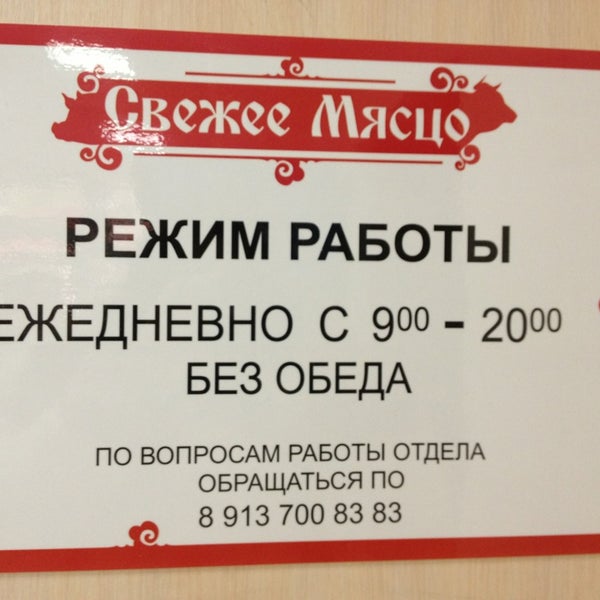 Свежее Мясцо
РЕЖИМ РАБОТЫ
ЕЖЕДНЕВНО С 9⁰⁰ - 20⁰⁰
БЕЗ ОБЕДА
ПО ВОПРОСАМ РАБОТЫ ОТДЕЛА
ОБРАЩАТЬСЯ ПО
8 913 700 83 83